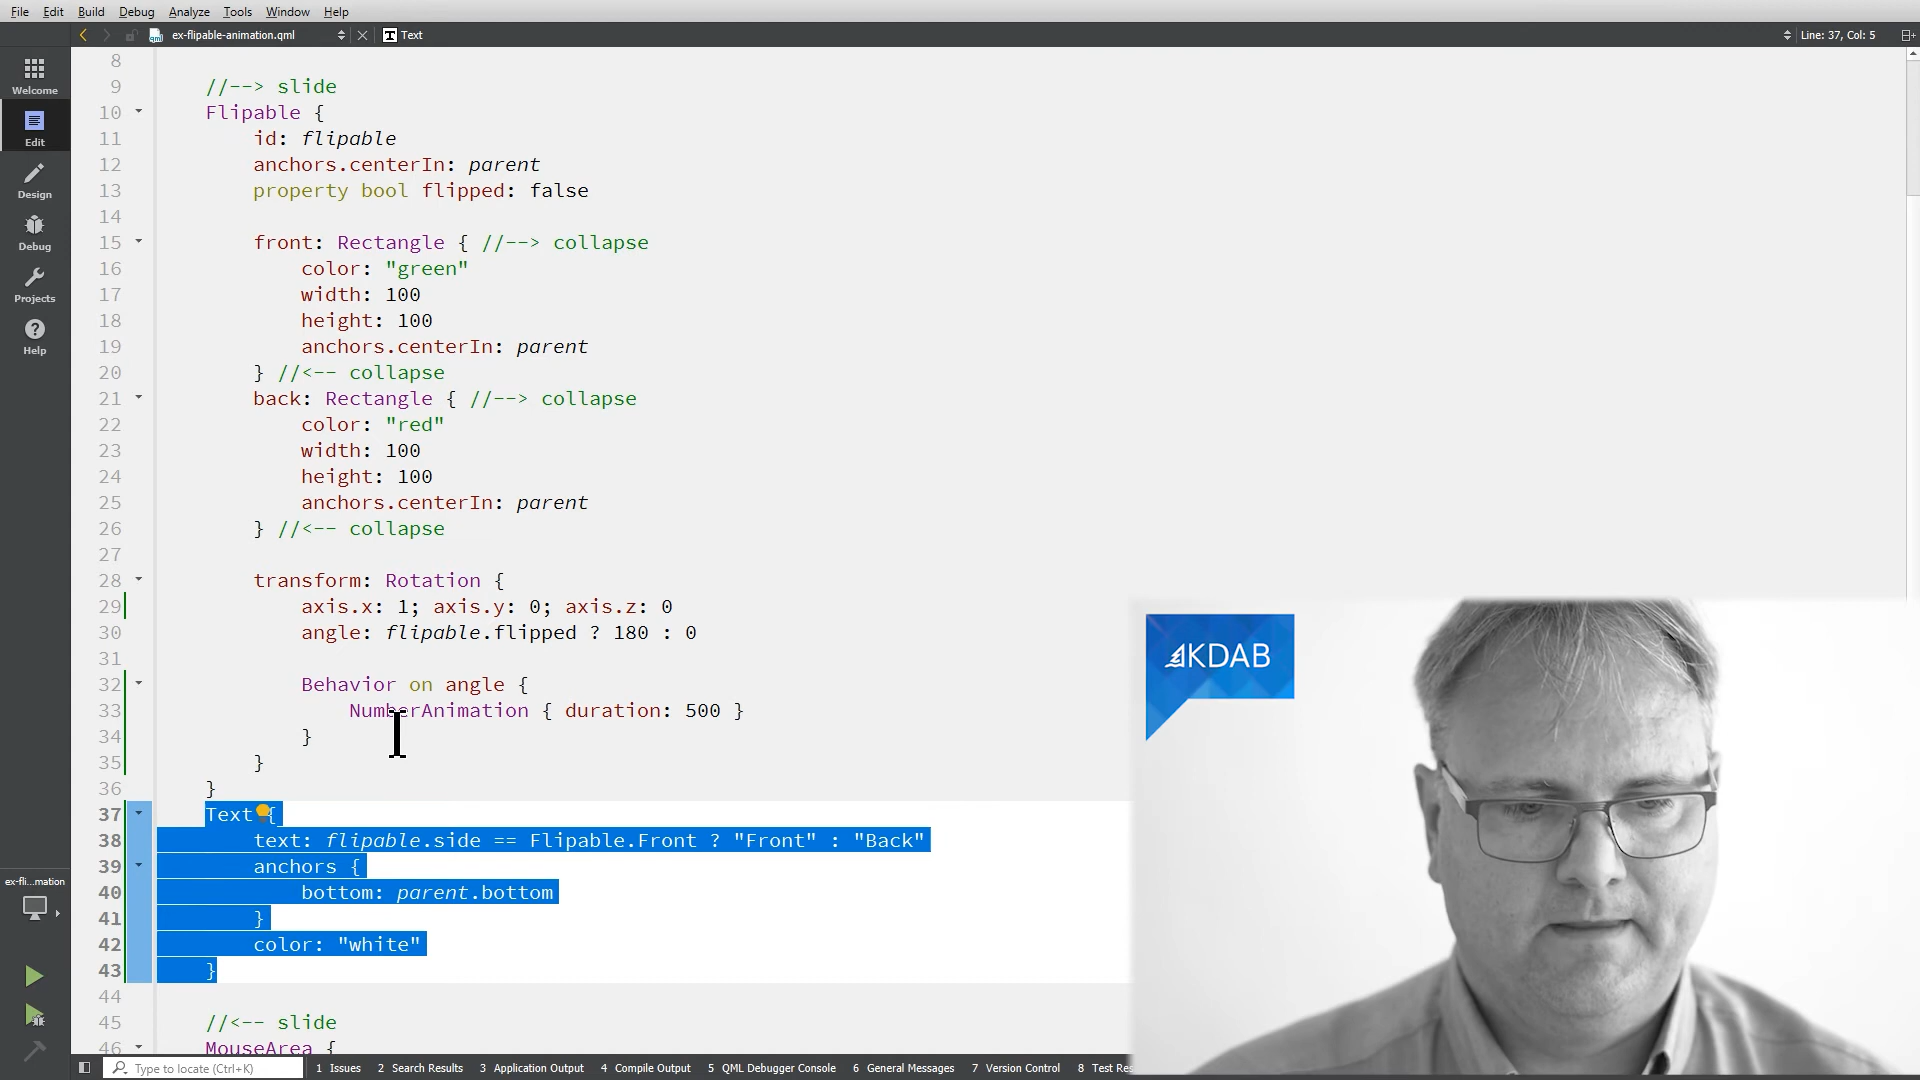 File Edit Build Debug Analyze Tools Window Help
ex-flipable-animation.qml Text Line: 37, Col: 5
Welcome
Edit
Design
Debug
Projects
Help
ex-fli...mation
8
9 //--> slide
10 Flipable {
11 id: flipable
12 anchors.centerIn: parent
13 property bool flipped: false
14
15 front: Rectangle { //--> collapse
16 color: "green"
17 width: 100
18 height: 100
19 anchors.centerIn: parent
20 } //<-- collapse
21 back: Rectangle { //--> collapse
22 color: "red"
23 width: 100
24 height: 100
25 anchors.centerIn: parent
26 } //<-- collapse
27
28 transform: Rotation {
29 axis.x: 1; axis.y: 0; axis.z: 0
30 angle: flipable.flipped ? 180 : 0
31
32 Behavior on angle {
33 NumberAnimation { duration: 500 }
34 }
35 }
36 }
37 Text {
38 text: flipable.side == Flipable.Front ? "Front" : "Back"
39 anchors {
40 bottom: parent.bottom
41 }
42 color: "white"
43 }
44
45 //<-- slide
46 MouseArea {
KDAB
Type to locate (Ctrl+K) 1 Issues 2 Search Results 3 Application Output 4 Compile Output 5 QML Debugger Console 6 General Messages 7 Version Control 8 Test Res